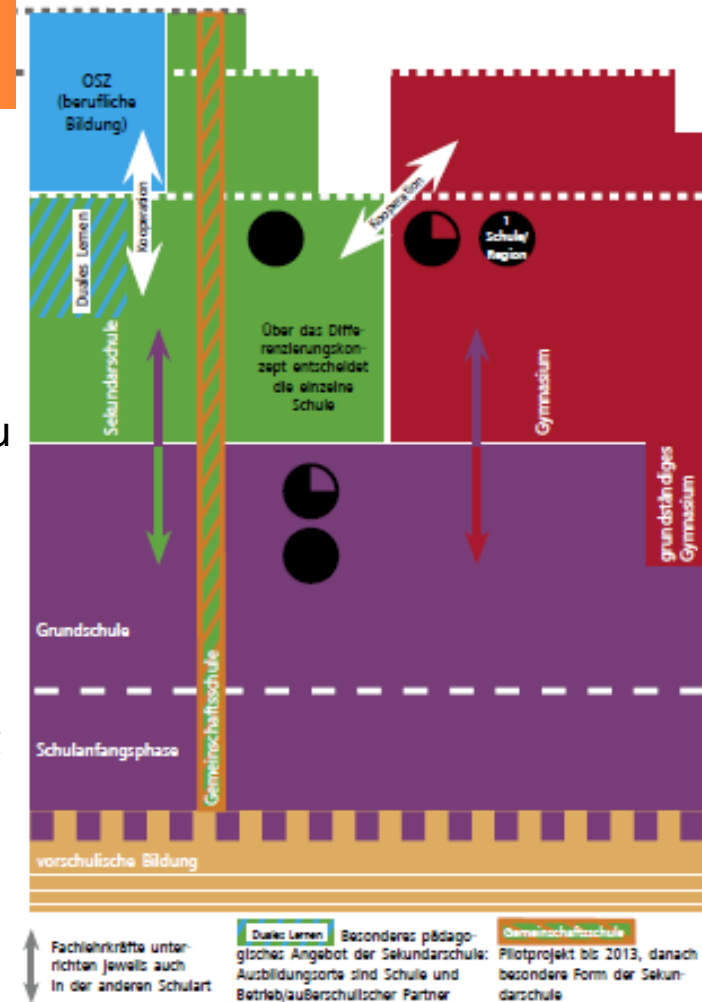 OSZ
(berufliche
Bildung)
Kooperation
Duales Lernen
Kooperation
1
Schule/
Region
Über das Diffe-
renzierungskon-
zept entscheidet
die einzelne
Schule
Sekundarschule
Gymnasium
u
grundständiges
Gymnasium
Grundschule
Gemeinschaftsschule
Schulanfangsphase
vorschulische Bildung
Fachlehrkräfte unter-
richten jeweils auch
in der anderen Schulart
Duales Lernen Besonderes pädago-
gisches Angebot der Sekundarschule:
Ausbildungsorte sind Schule und
Betrieb/außerschulischer Partner
Gemeinschaftsschule
Pilotprojekt bis 2013, danach
besondere Form der Sekun-
darschule